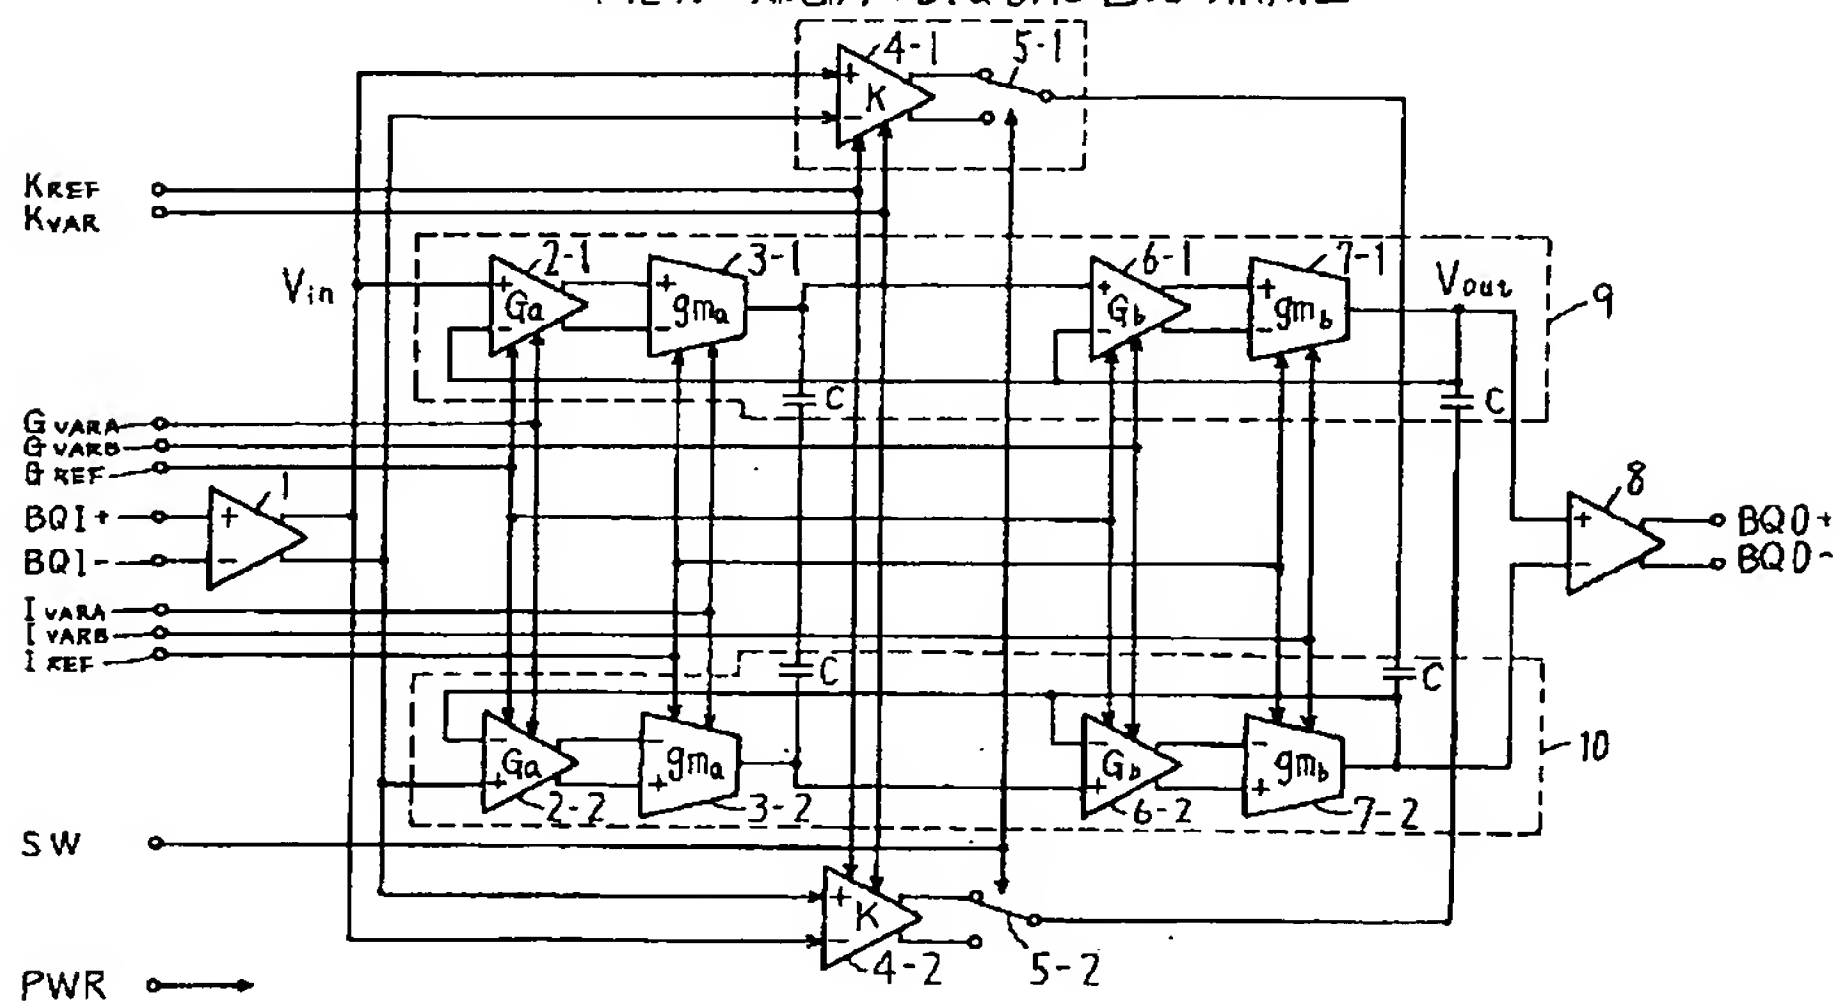 4-1
5-1
+
K
-
KREF
KVAR
2-1
3-1
6-1
7-1
Vin
Vout
9
+
Ga
-
+
gma
-
+
Gb
-
+
gmb
-
C
C
GVARA
GVARB
GREF
1
8
BQI+
+
+
BQO+
BQI-
-
-
BQO-
IVARA
IVARB
IREF
C
C
10
-
Ga
+
-
gma
+
-
Gb
+
-
gmb
+
2-2
3-2
6-2
7-2
SW
+
K
-
4-2
5-2
PWR